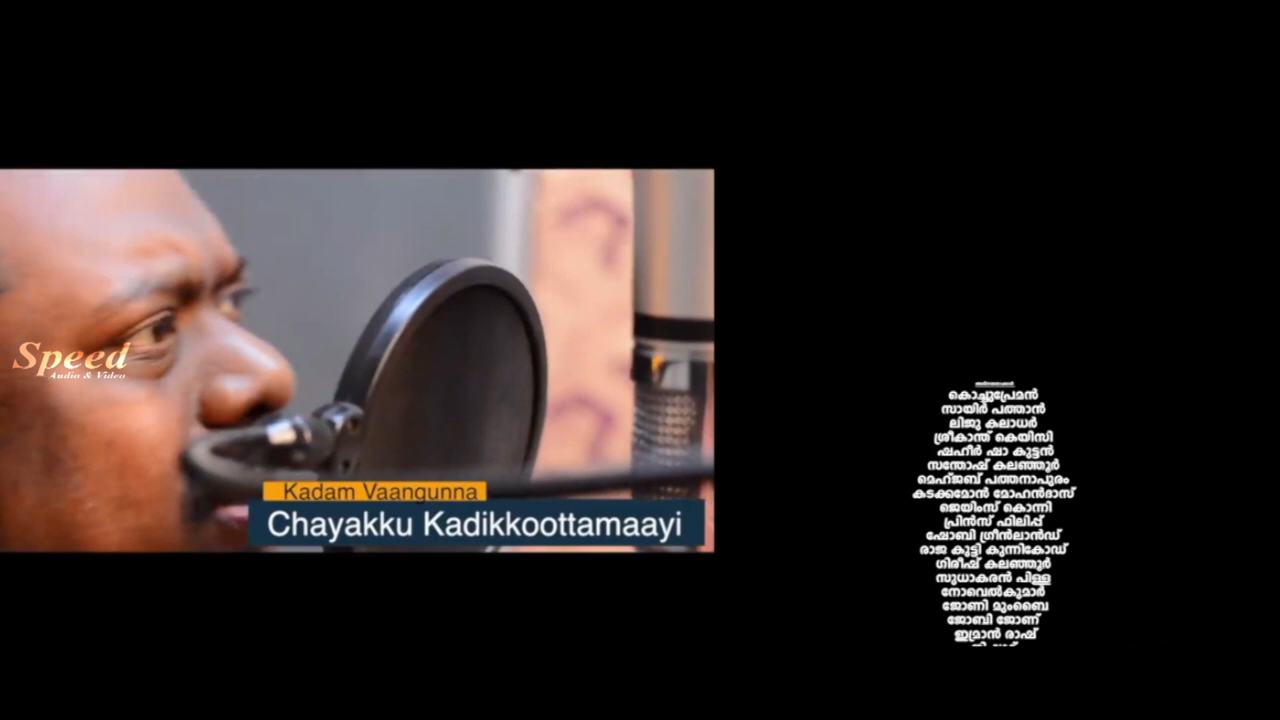 Speed
Audio & Video
Kadam Vaangunna
Chayakku Kadikkoottamaayi
കൊച്ചുപ്രേമൻ
സായിർ പത്താൻ
ലിജു കലാധർ
ശ്രീകാന്ത് കെയിസി
ഷഹീർ ഷാ കുട്ടൻ
സന്തോഷ് കലഞ്ഞൂർ
മെഹ്ജബ് പത്തനാപുരം
കടക്കമോൻ മോഹൻദാസ്
ജെയിംസ് കൊന്നി
പ്രിൻസ് ഫിലിപ്പ്
ഷോബി ഗ്രീൻലാൻഡ്
രാജ കുട്ടി കുന്നികോഡ്
ഗിരീഷ് കലഞ്ഞൂർ
സുധാകരൻ പിള്ള
നോവെൽകുമാർ
ജോണി മുംബൈ
ജോബി ജോണ്
ഇമ്രാൻ രാഷ്